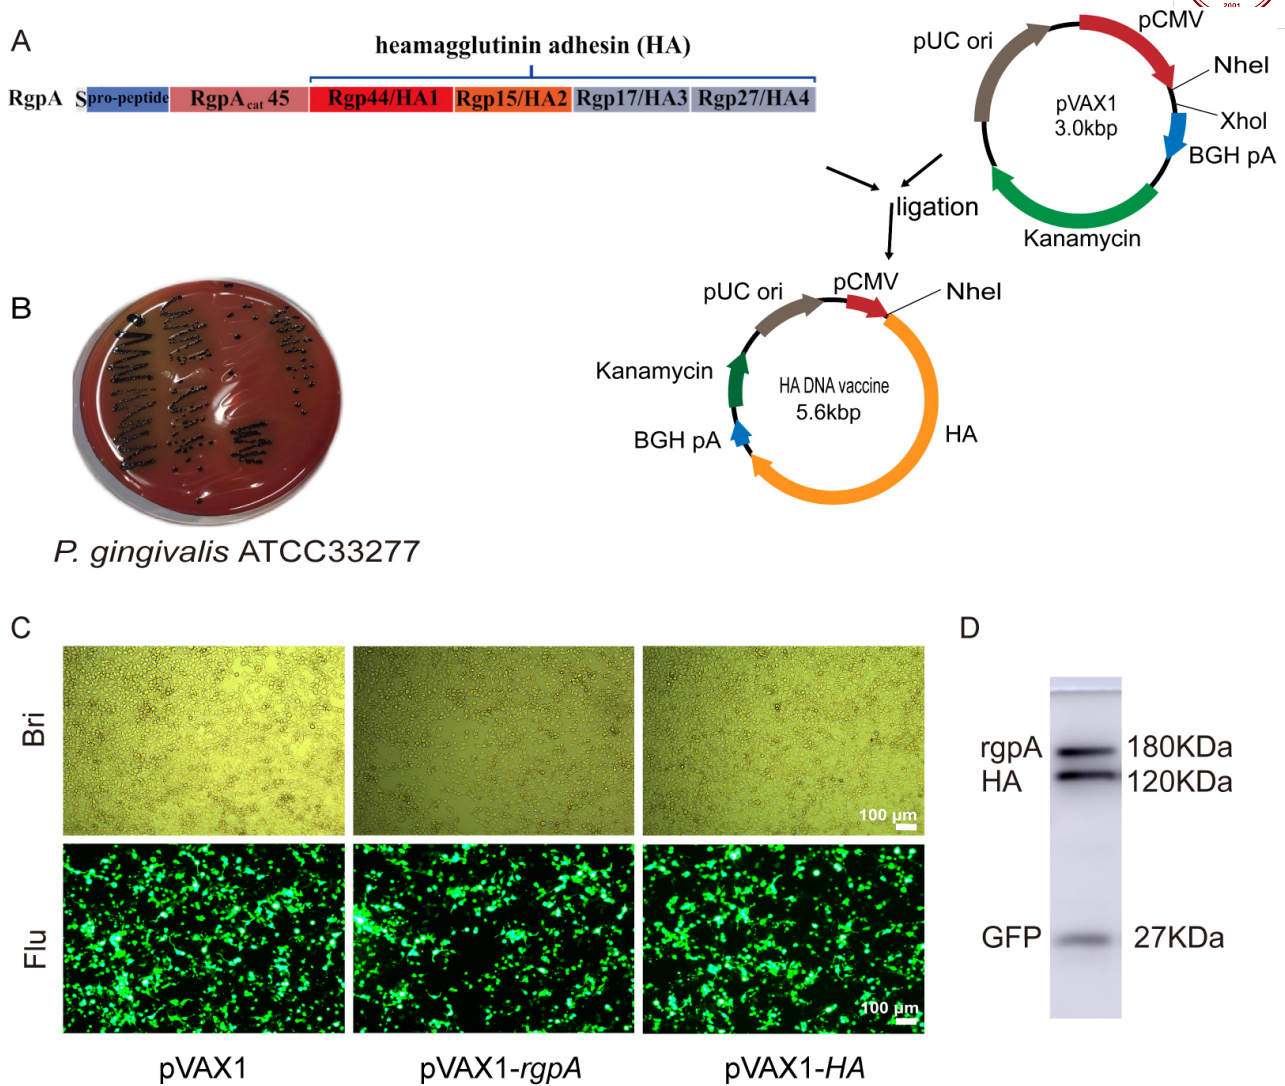 2001
A
heamagglutinin adhesin (HA)
RgpA S pro-peptide RgpAcat 45 Rgp44/HA1 Rgp15/HA2 Rgp17/HA3 Rgp27/HA4
pCMV
pUC ori
NheI
pVAX1
3.0kbp
XhoI
BGH pA
Kanamycin
ligation
pCMV
pUC ori
NheI
Kanamycin
HA DNA vaccine
5.6kbp
BGH pA
HA
B
P. gingivalis ATCC33277
C
Bri
100 μm
Flu
100 μm
pVAX1 pVAX1-rgpA pVAX1-HA
D
rgpA 180KDa
HA 120KDa
GFP 27KDa